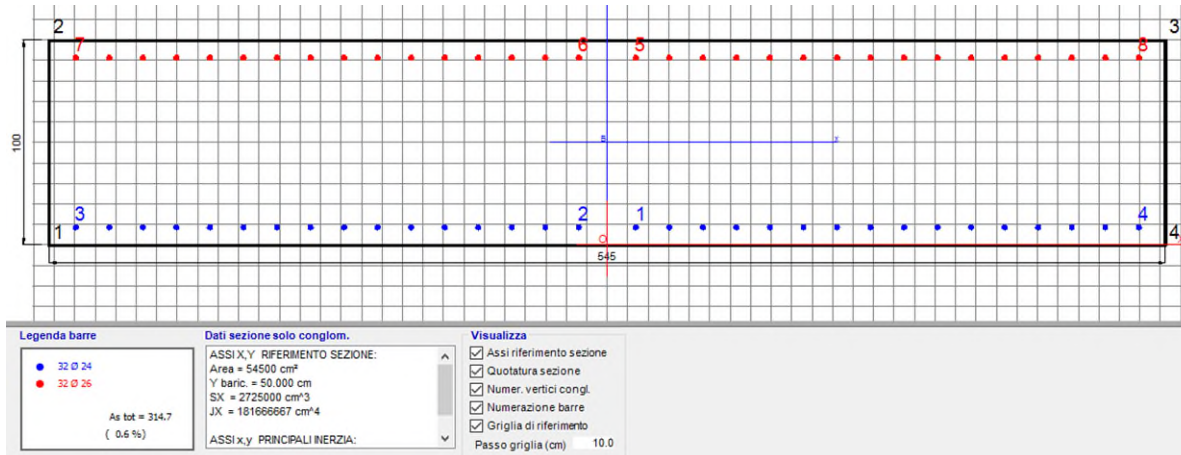 2
3
7
6
5
8
100
3
2
1
4
1
O
4
545
Legenda barre
32 Ø 24
32 Ø 26
As tot = 314.7
( 0.6 %)
Dati sezione solo conglom.
ASSI X,Y RIFERIMENTO SEZIONE:
Area = 54500 cm²
Y baric. = 50.000 cm
SX = 2725000 cm^3
JX = 181666667 cm^4
ASSI x,y PRINCIPALI INERZIA:
Visualizza
Assi riferimento sezione
Quotatura sezione
Numer. vertici congl.
Numerazione barre
Griglia di riferimento
Passo griglia (cm) 10.0